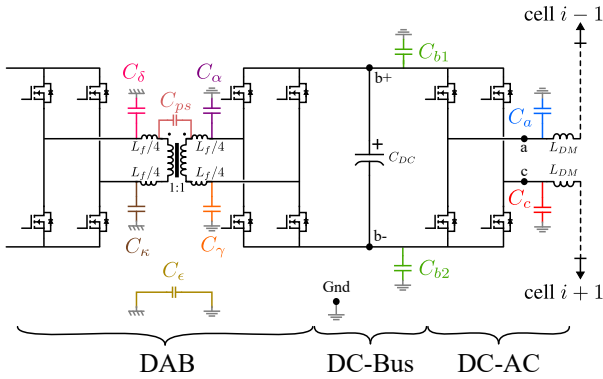 cell i − 1
C_δ
C_α
C_b1
b+
C_ps
C_a
L_f/4
L_f/4
+
C_DC
a
L_DM
L_f/4
L_f/4
1:1
c
L_DM
C_κ
C_γ
b-
C_b2
C_c
C_ϵ
Gnd
cell i + 1
DAB
DC-Bus
DC-AC